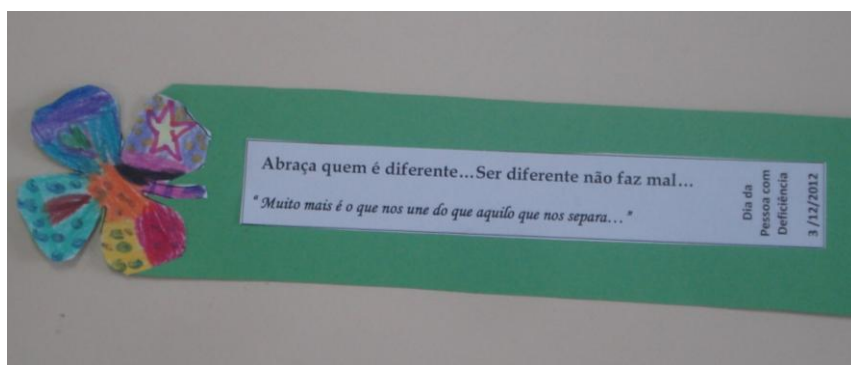 Abraça quem é diferente...Ser diferente não faz mal...
" Muito mais é o que nos une do que aquilo que nos separa... "
Dia da
Pessoa com
Deficiência
3 /12/2012